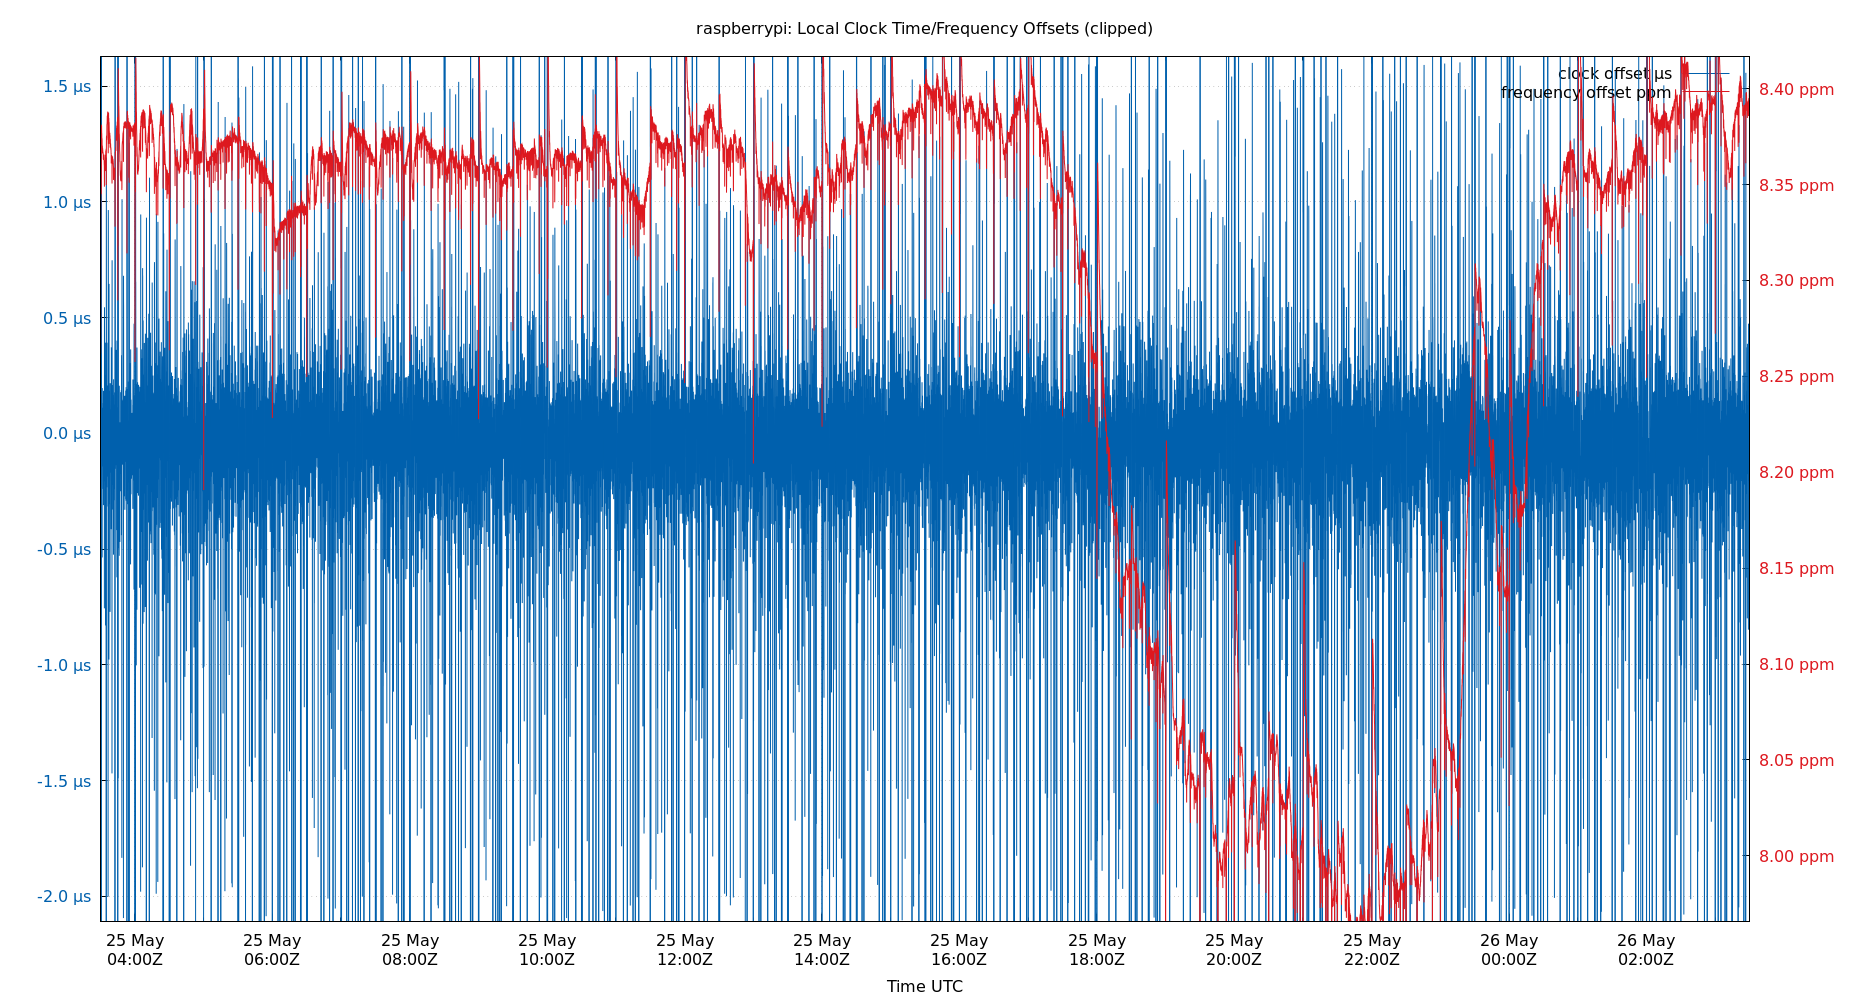 raspberrypi: Local Clock Time/Frequency Offsets (clipped)
clock offset µs
frequency offset ppm
1.5 µs
1.0 µs
0.5 µs
0.0 µs
-0.5 µs
-1.0 µs
-1.5 µs
-2.0 µs
8.40 ppm
8.35 ppm
8.30 ppm
8.25 ppm
8.20 ppm
8.15 ppm
8.10 ppm
8.05 ppm
8.00 ppm
25 May 25 May 25 May 25 May 25 May 25 May 25 May 25 May 25 May 25 May 26 May 26 May
04:00Z 06:00Z 08:00Z 10:00Z 12:00Z 14:00Z 16:00Z 18:00Z 20:00Z 22:00Z 00:00Z 02:00Z
Time UTC